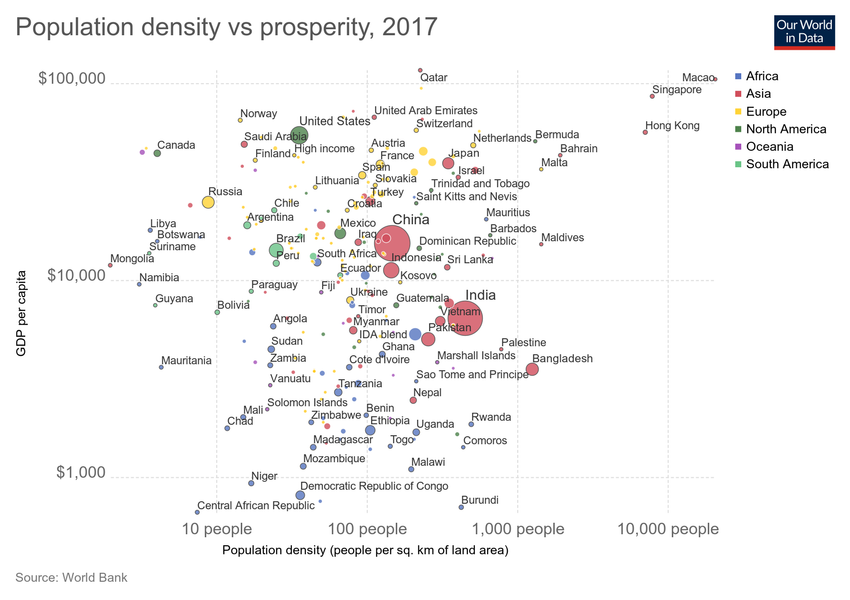 Population density vs prosperity, 2017
Our World
in Data
$100,000
Qatar
Macao
Singapore
Africa
Asia
Europe
North America
Oceania
South America
Norway
United States
United Arab Emirates
Switzerland
Hong Kong
Saudi Arabia
Netherlands
Bermuda
Canada
Finland
High income
Austria
France
Japan
Bahrain
Malta
Spain
Israel
Lithuania
Slovakia
Trinidad and Tobago
Russia
Turkey
Saint Kitts and Nevis
Chile
Croatia
Argentina
Mexico
China
Mauritius
Libya
Botswana
Iraq
Barbados
Suriname
Brazil
Dominican Republic
Maldives
Mongolia
Peru
South Africa
Indonesia
Sri Lanka
$10,000
Namibia
Ecuador
Kosovo
Paraguay
Fiji
Guyana
Ukraine
Guatemala
India
Bolivia
Timor
Vietnam
Angola
Myanmar
Pakistan
IDA blend
Sudan
Ghana
Palestine
Mauritania
Zambia
Cote d'Ivoire
Marshall Islands
Bangladesh
Vanuatu
Tanzania
Sao Tome and Principe
Nepal
Solomon Islands
Mali
Zimbabwe
Benin
Chad
Ethiopia
Uganda
Rwanda
Madagascar
Togo
Comoros
Mozambique
Malawi
$1,000
Niger
Democratic Republic of Congo
Central African Republic
Burundi
10 people
100 people
1,000 people
10,000 people
GDP per capita
Population density (people per sq. km of land area)
Source: World Bank